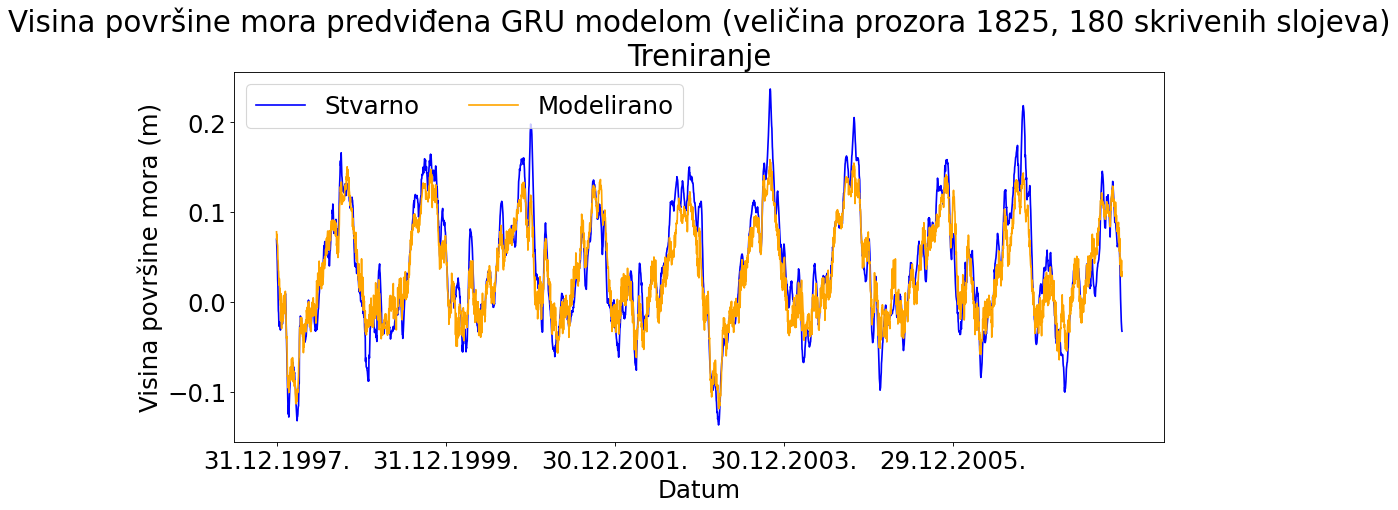 Visina površine mora predviđena GRU modelom (veličina prozora 1825, 180 skrivenih slojeva)
Treniranje
Stvarno
Modelirano
Visina površine mora (m)
0.2
0.1
0.0
−0.1
31.12.1997.
31.12.1999.
30.12.2001.
30.12.2003.
29.12.2005.
Datum